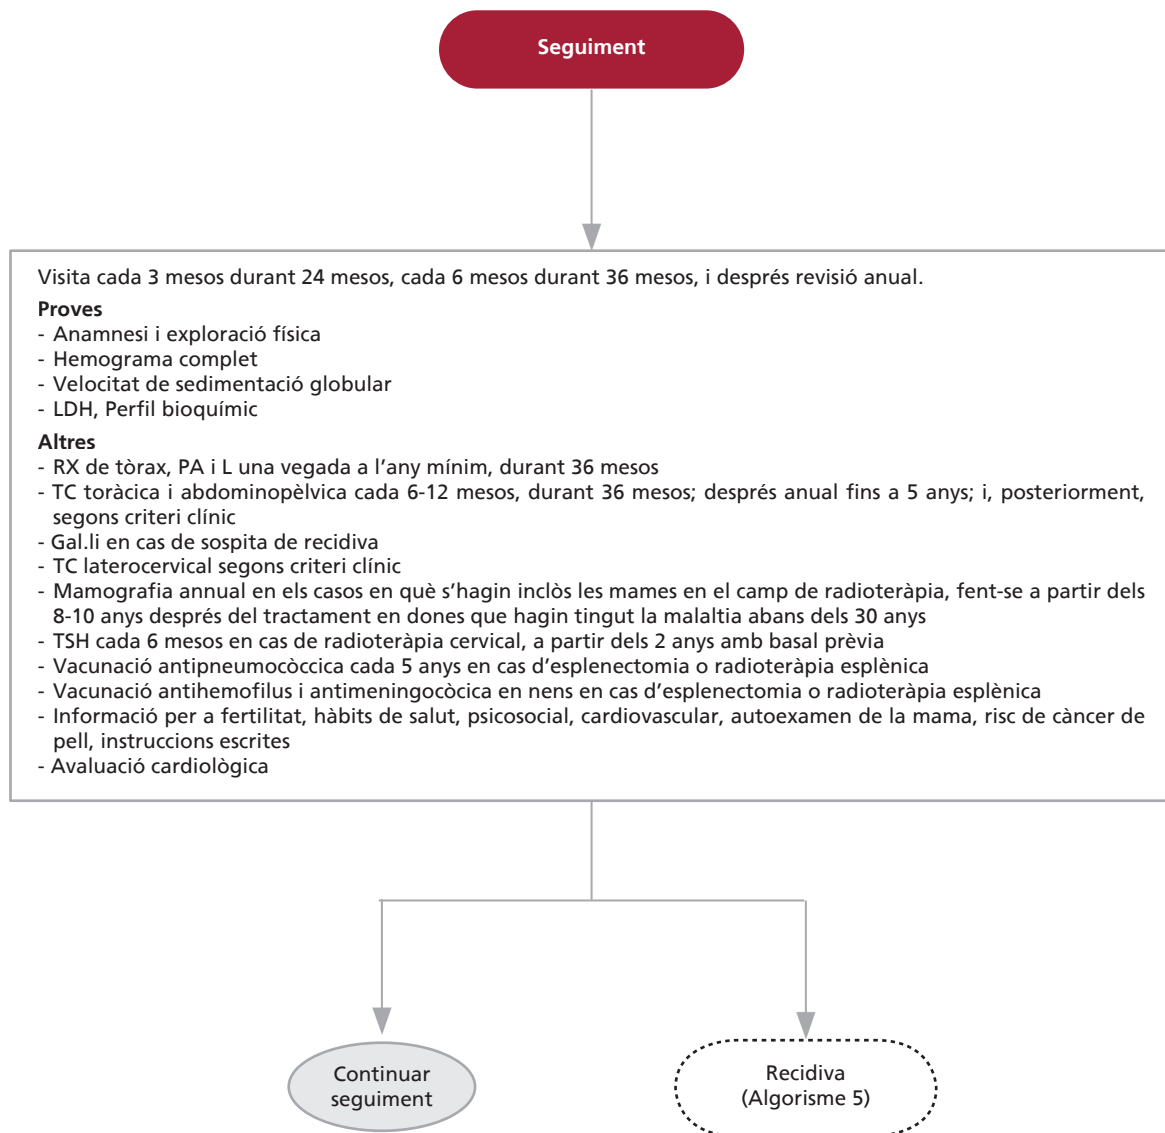 Seguiment
Visita cada 3 mesos durant 24 mesos, cada 6 mesos durant 36 mesos, i després revisió anual.
Proves
- Anamnesi i exploració física
- Hemograma complet
- Velocitat de sedimentació globular
- LDH, Perfil bioquímic
Altres
- RX de tòrax, PA i L una vegada a l'any mínim, durant 36 mesos
- TC toràcica i abdominopèlvica cada 6-12 mesos, durant 36 mesos; després anual fins a 5 anys; i, posteriorment,
segons criteri clínic
- Gal.li en cas de sospita de recidiva
- TC laterocervical segons criteri clínic
- Mamografia annual en els casos en què s'hagin inclòs les mames en el camp de radioteràpia, fent-se a partir dels
8-10 anys després del tractament en dones que hagin tingut la malaltia abans dels 30 anys
- TSH cada 6 mesos en cas de radioteràpia cervical, a partir dels 2 anys amb basal prèvia
- Vacunació antipneumocòccica cada 5 anys en cas d'esplenectomia o radioteràpia esplènica
- Vacunació antihemofilus i antimeningocòcica en nens en cas d'esplenectomia o radioteràpia esplènica
- Informació per a fertilitat, hàbits de salut, psicosocial, cardiovascular, autoexamen de la mama, risc de càncer de
pell, instruccions escrites
- Avaluació cardiològica
Continuar
seguiment
Recidiva
(Algorisme 5)